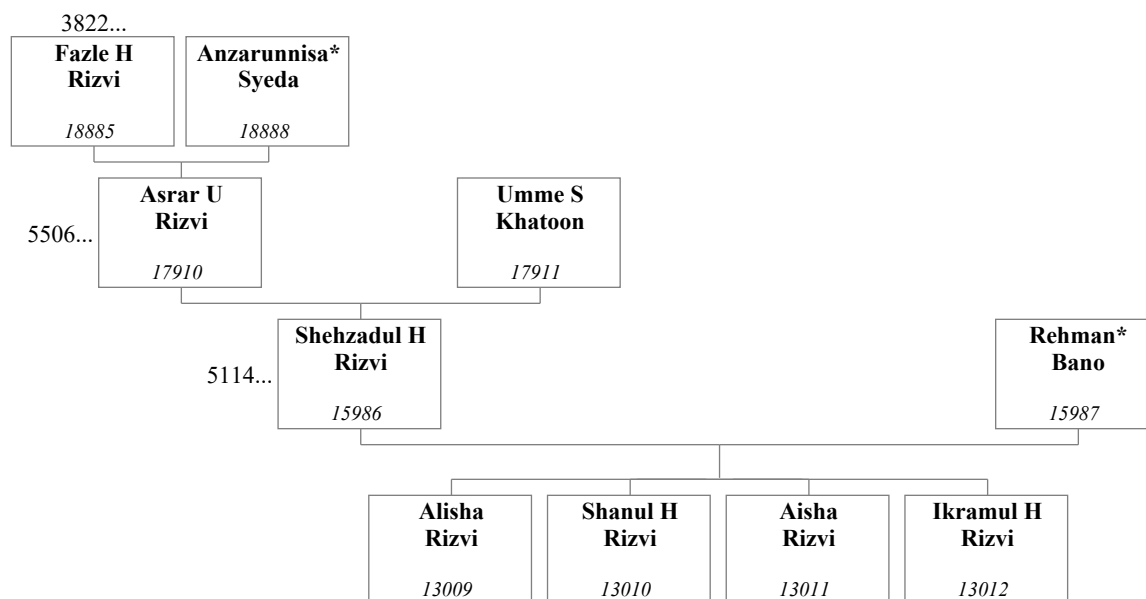 3822...
Fazle H
Rizvi
18885
Anzarunnisa*
Syeda
18888
5506...
Asrar U
Rizvi
17910
Umme S
Khatoon
17911
5114...
Shehzadul H
Rizvi
15986
Rehman*
Bano
15987
Alisha
Rizvi
13009
Shanul H
Rizvi
13010
Aisha
Rizvi
13011
Ikramul H
Rizvi
13012